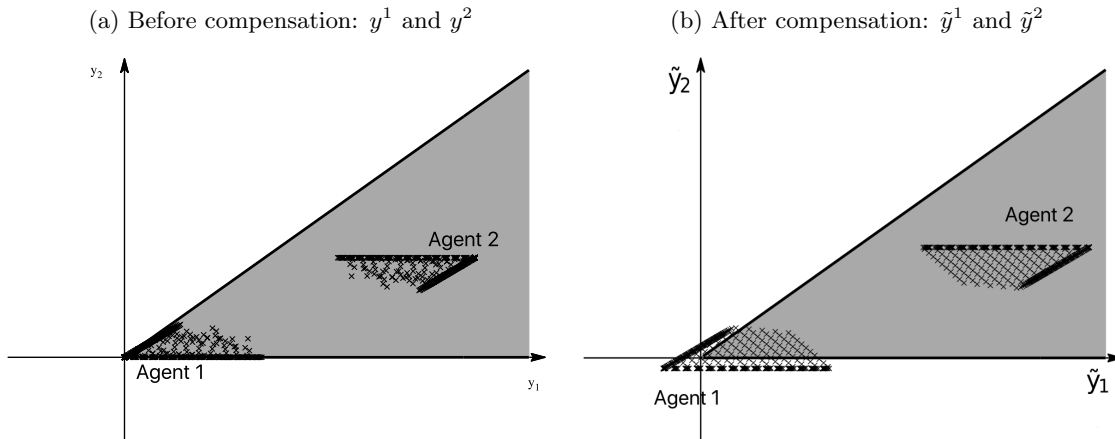 (a) Before compensation: y¹ and y²
(b) After compensation: ỹ¹ and ỹ²
y₂
Agent 2
Agent 1
y₁
ỹ₂
Agent 2
Agent 1
ỹ₁